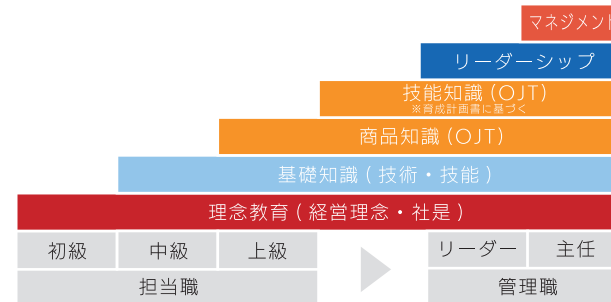 マネジメント
リーダーシップ
技能知識(OJT)
※育成計画書に基づく
商品知識(OJT)
基礎知識(技術・技能)
理念教育(経営理念・社是)
初級 中級 上級 リーダー 主任
担当職 管理職